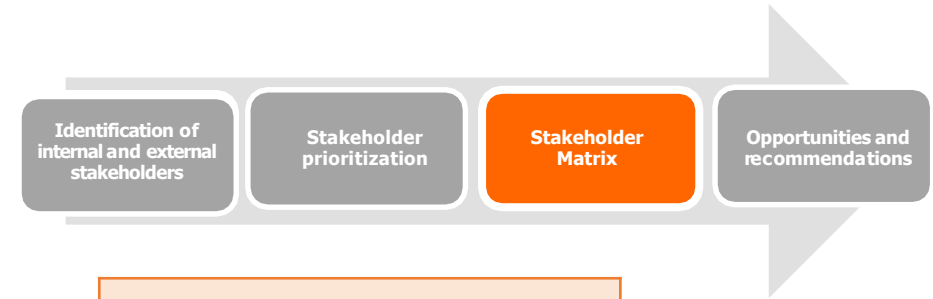 Identification of
internal and external
stakeholders
Stakeholder
prioritization
Stakeholder
Matrix
Opportunities and
recommendations